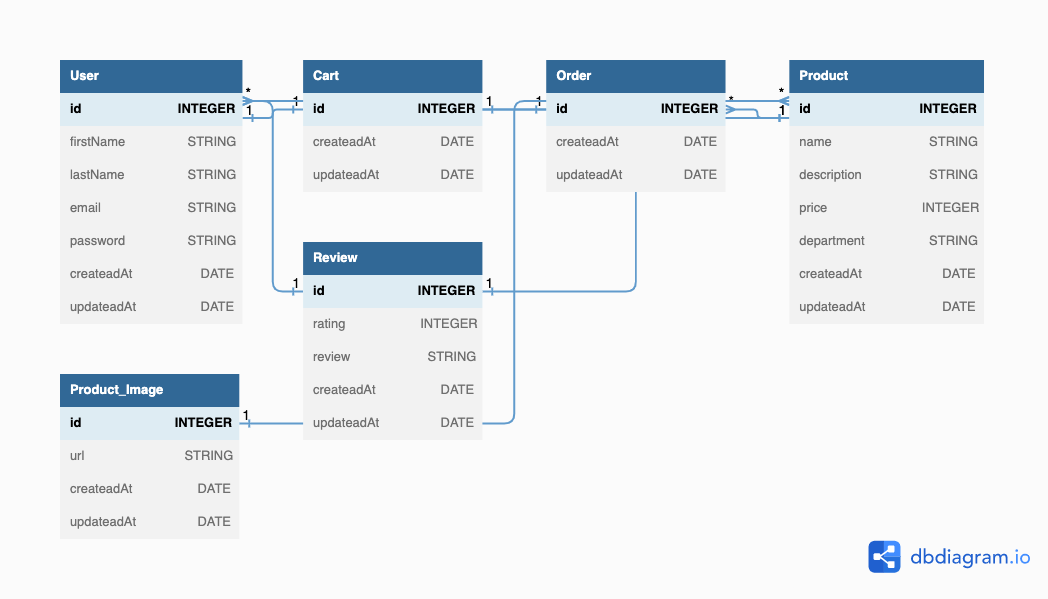 User
id INTEGER
firstName STRING
lastName STRING
email STRING
password STRING
createadAt DATE
updateadAt DATE
* 1
1
Cart
id INTEGER
createadAt DATE
updateadAt DATE
1 1
Order
id INTEGER
createadAt DATE
updateadAt DATE
* *
1
Product
id INTEGER
name STRING
description STRING
price INTEGER
department STRING
createadAt DATE
updateadAt DATE
1
Review
id INTEGER
rating INTEGER
review STRING
createadAt DATE
updateadAt DATE
1
Product_Image
id INTEGER
url STRING
createadAt DATE
updateadAt DATE
1
dbdiagram.io